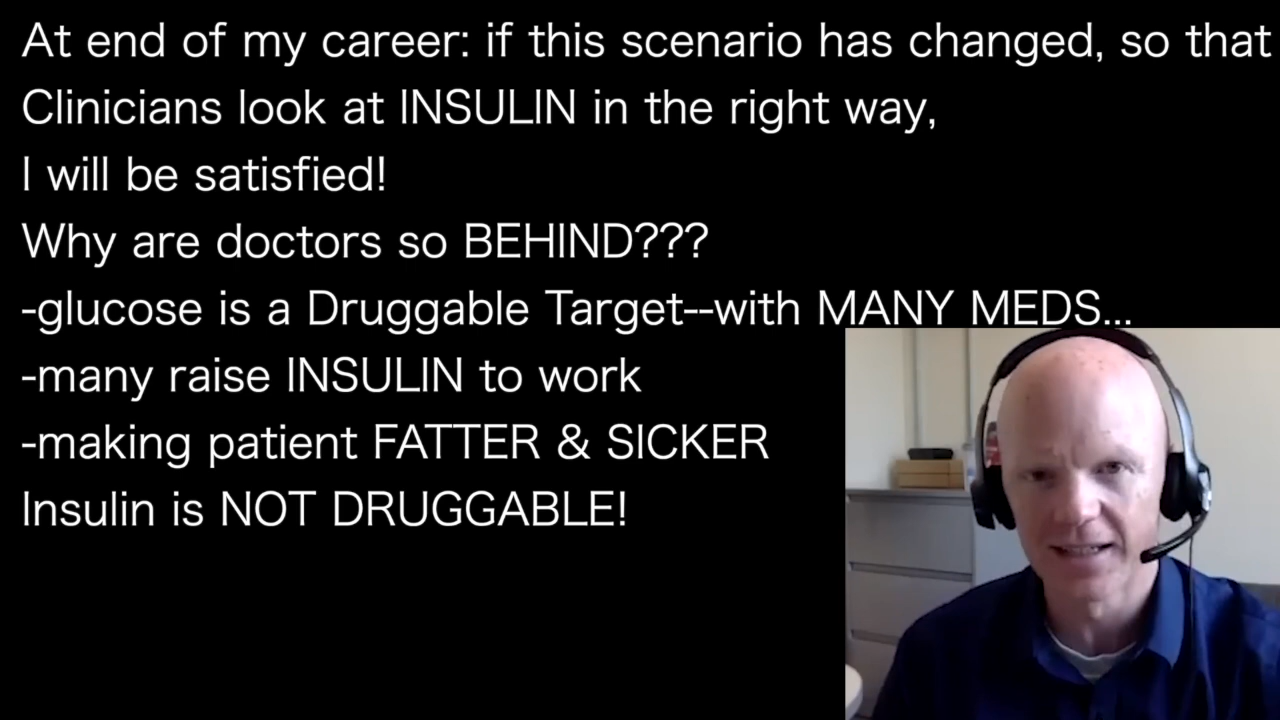 At end of my career: if this scenario has changed, so that
Clinicians look at INSULIN in the right way,
I will be satisfied!
Why are doctors so BEHIND???
-glucose is a Druggable Target--with MANY MEDS...
-many raise INSULIN to work
-making patient FATTER & SICKER
Insulin is NOT DRUGGABLE!